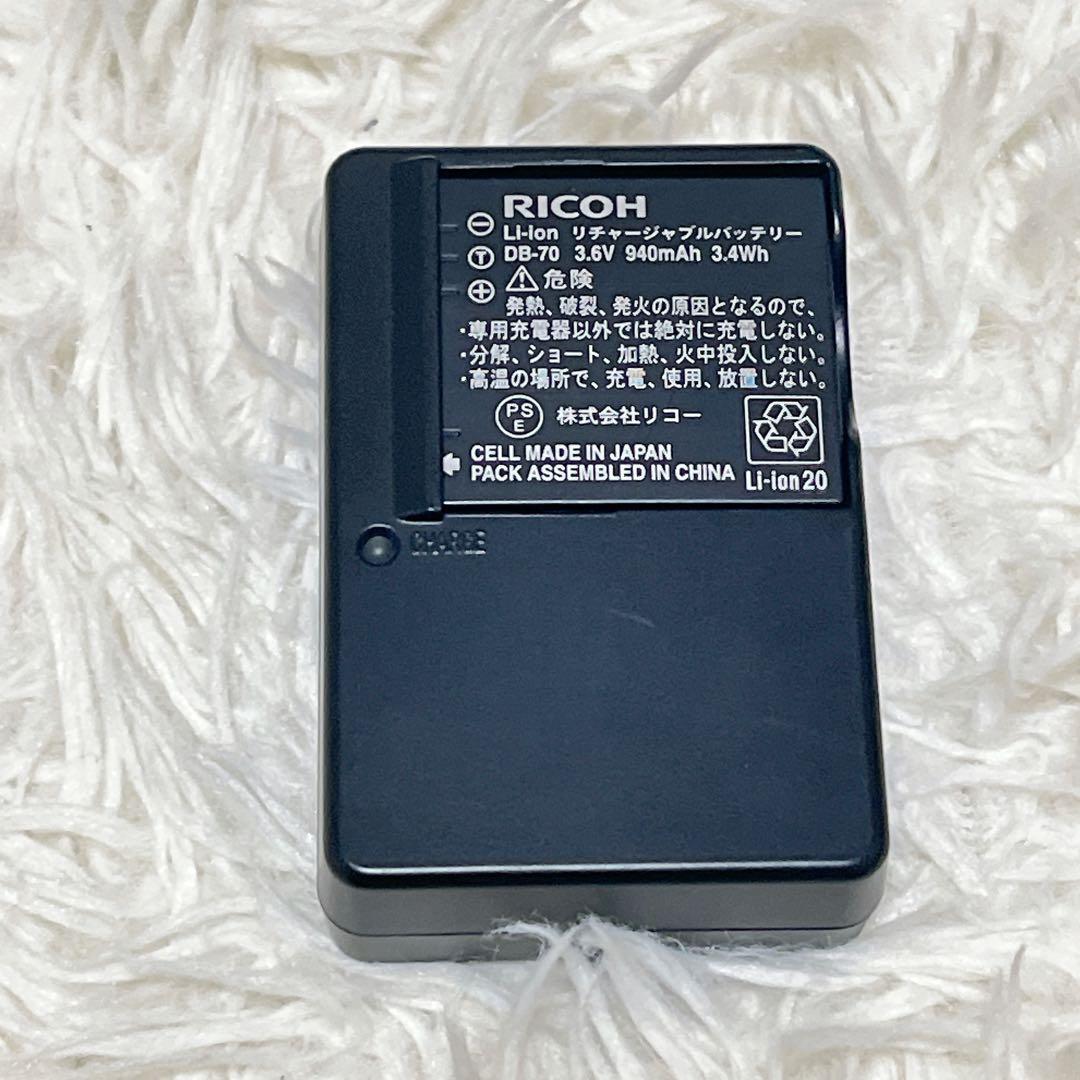 RICOH
Li-ion リチャージャブルバッテリー
DB-70 3.6V 940mAh 3.4Wh
危険
発熱、破裂、発火の原因となるので、
・専用充電器以外では絶対に充電しない。
・分解、ショート、加熱、火中投入しない。
・高温の場所で、充電、使用、放置しない。
PS
E
株式会社リコー
CELL MADE IN JAPAN
PACK ASSEMBLED IN CHINA
Li-ion20
T
CHARGE